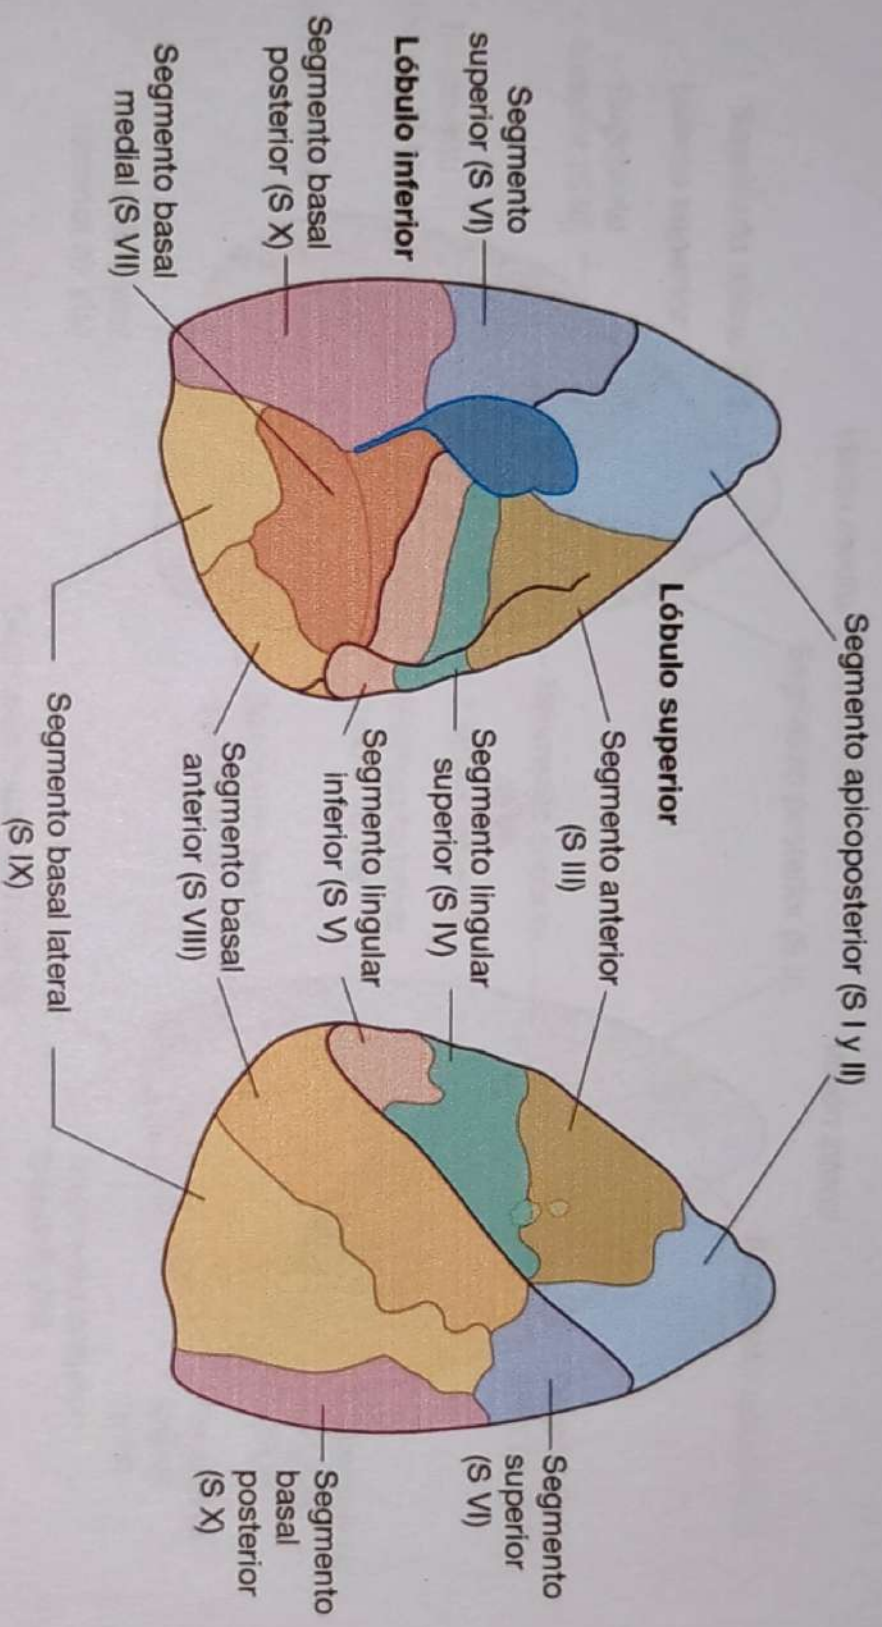 Segmento apicoposterior (S I y II)
Lóbulo superior
Segmento anterior
(S III)
Segmento
superior (S VI)
Lóbulo inferior
Segmento basal
posterior (S X)
Segmento basal
medial (S VII)
Segmento lingular
superior (S IV)
Segmento lingular
inferior (S V)
Segmento basal
anterior (S VIII)
Segmento basal lateral
(S IX)
Segmento
superior
(S VI)
Segmento
basal
posterior
(S X)